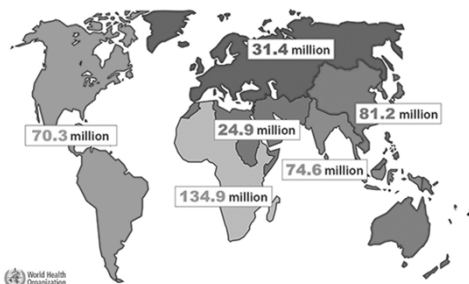 31.4 million
81.2 million
70.3 million
24.9 million
74.6 million
134.9 million
World Health
Organization